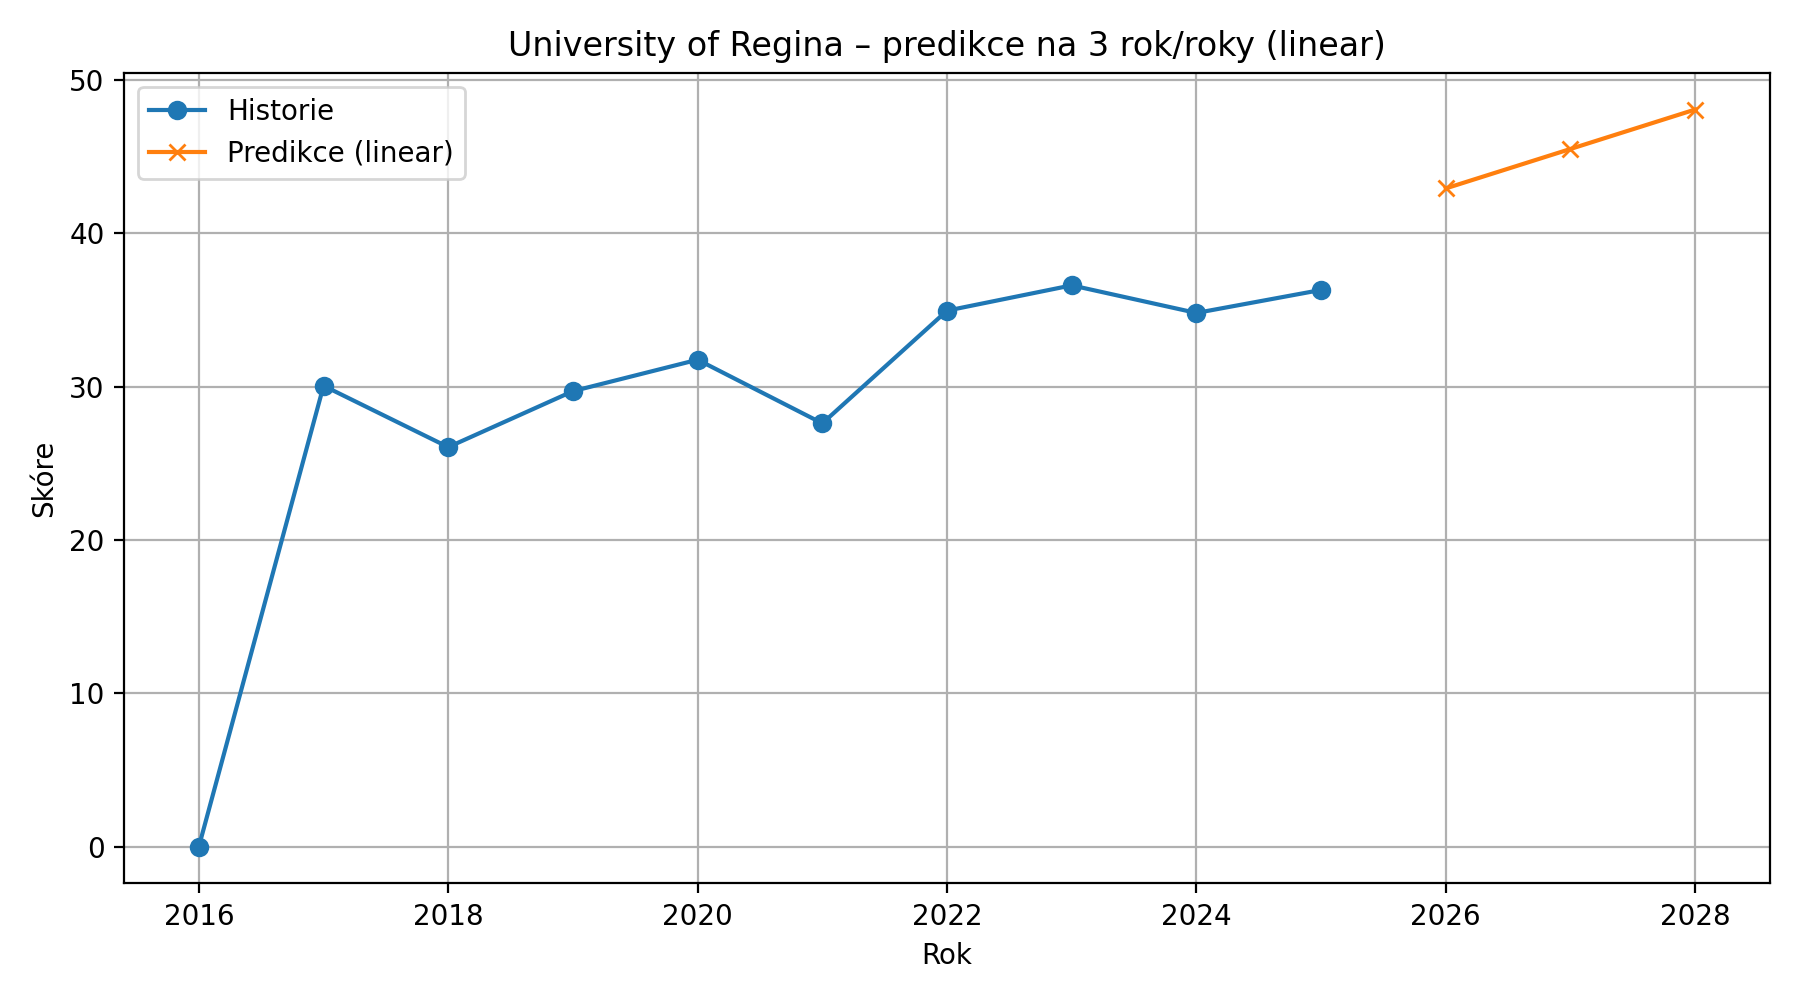 University of Regina – predikce na 3 rok/roky (linear)
Historie
Predikce (linear)
50
40
30
20
10
0
Skóre
2016 2018 2020 2022 2024 2026 2028
Rok